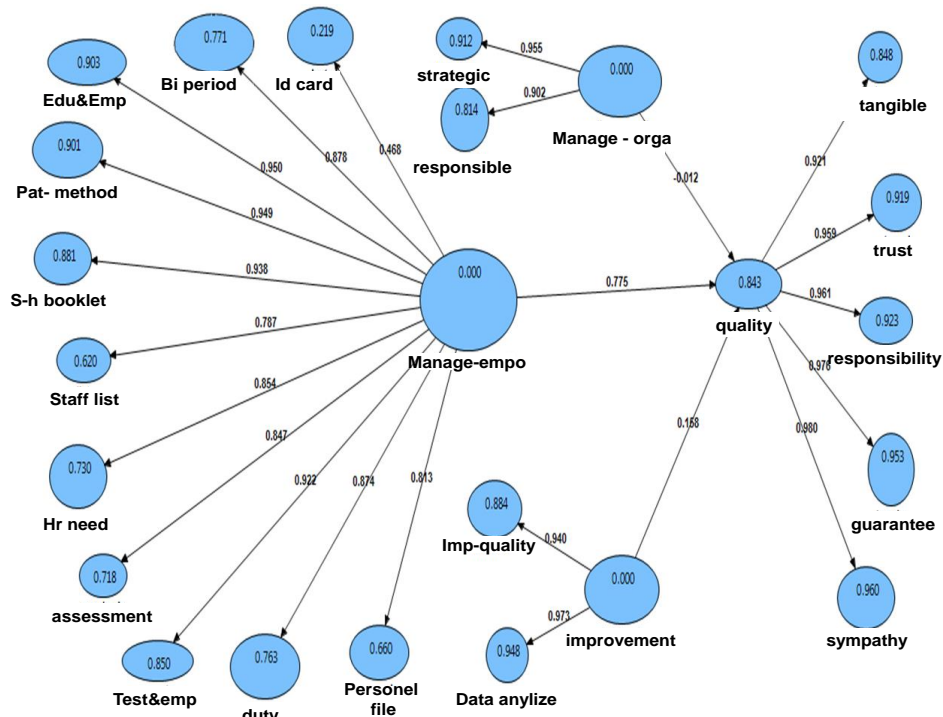 0.219
Id card
0.771
Bi period
0.903
Edu&Emp
0.901
Pat- method
0.881
S-h booklet
0.620
Staff list
0.730
Hr need
0.718
assessment
0.850
Test&emp
0.763
duty
0.660
Personel
file
0.468
0.878
0.950
0.949
0.938
0.787
0.854
0.847
0.922
0.874
0.813
0.000
Manage-empo
0.775
0.912
strategic
0.955
0.814
responsible
0.902
0.000
Manage - orga
-0.012
0.843
quality
0.158
0.884
Imp-quality
0.940
0.948
Data anylize
0.973
0.000
improvement
0.848
tangible
0.921
0.919
trust
0.959
0.923
responsibility
0.961
0.953
guarantee
0.976
0.960
sympathy
0.980